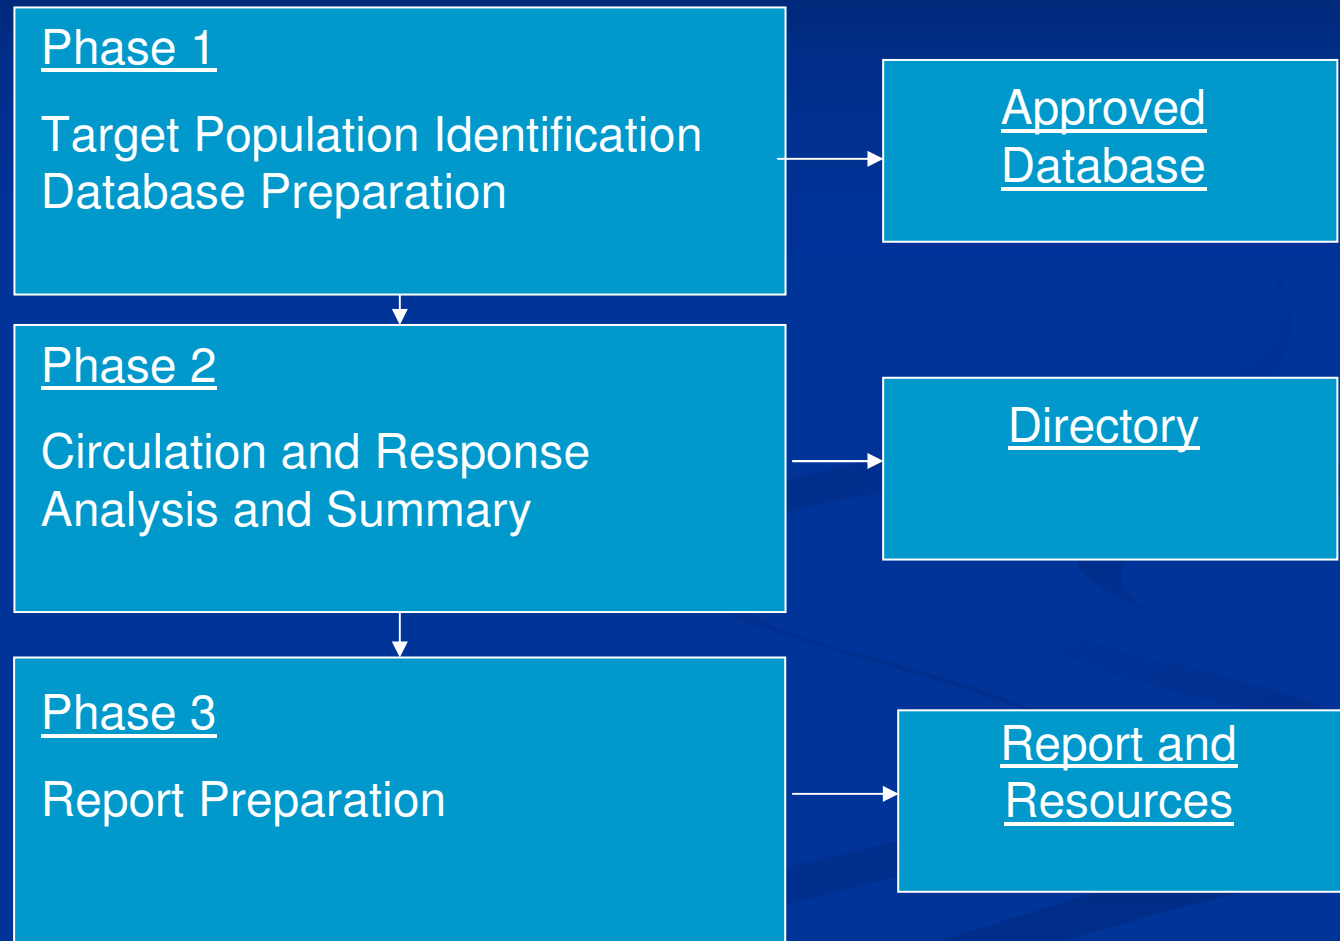 Phase 1
Target Population Identification
Database Preparation
Approved
Database
Phase 2
Circulation and Response
Analysis and Summary
Directory
Phase 3
Report Preparation
Report and
Resources